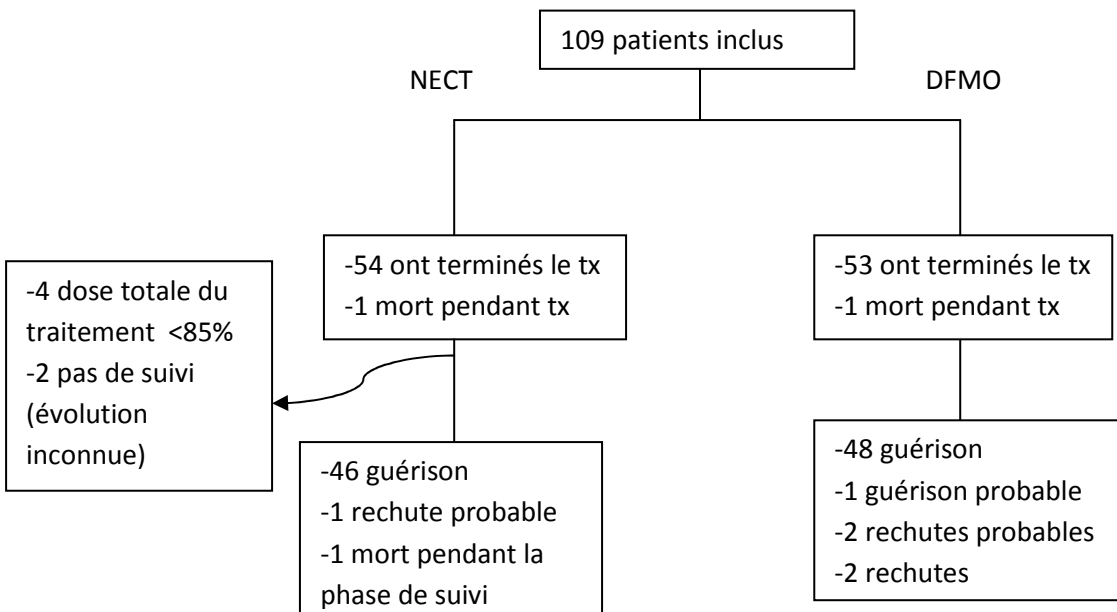 109 patients inclus
NECT
DFMO
-54 ont terminés le tx
-1 mort pendant tx
-53 ont terminés le tx
-1 mort pendant tx
-4 dose totale du
traitement <85%
-2 pas de suivi
(évolution
inconnue)
-46 guérison
-1 rechute probable
-1 mort pendant la
phase de suivi
-48 guérison
-1 guérison probable
-2 rechutes probables
-2 rechutes